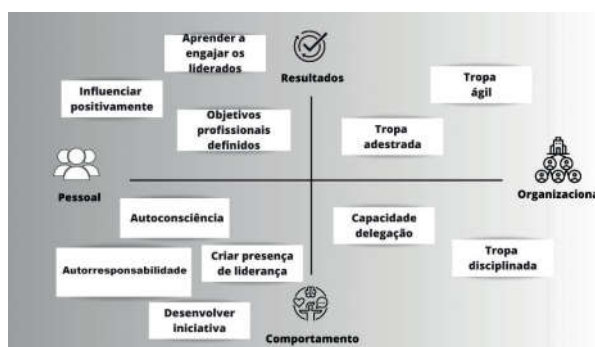 Aprender a
engajar os
liderados
Resultados
Influenciar
positivamente
Tropa
ágil
Objetivos
profissionais
definidos
Tropa
adestrada
Pessoal
Organizaciona
Autoconsciência
Capacidade
delegação
Autorresponsabilidade
Criar presença
de liderança
Tropa
disciplinada
Desenvolver
iniciativa
Comportamento